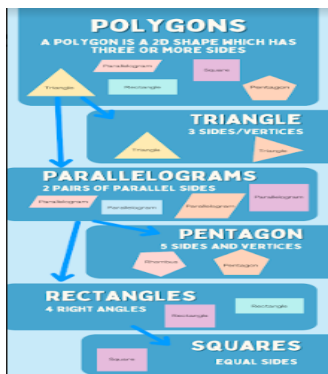 POLYGONS
A POLYGON IS A 2D SHAPE WHICH HAS
THREE OR MORE SIDES
Parallelogram
Square
Triangle
Rectangle
Pentagon
TRIANGLE
3 SIDES/VERTICES
Triangle
Triangle
PARALLELOGRAMS
2 PAIRS OF PARALLEL SIDES
Parallelogram
Parallelogram
Parallelogram
Parallelogram
PENTAGON
5 SIDES AND VERTICES
Rhombus
Pentagon
RECTANGLES
4 RIGHT ANGLES
Rectangle
Rectangle
SQUARES
EQUAL SIDES
Square
Rectangle